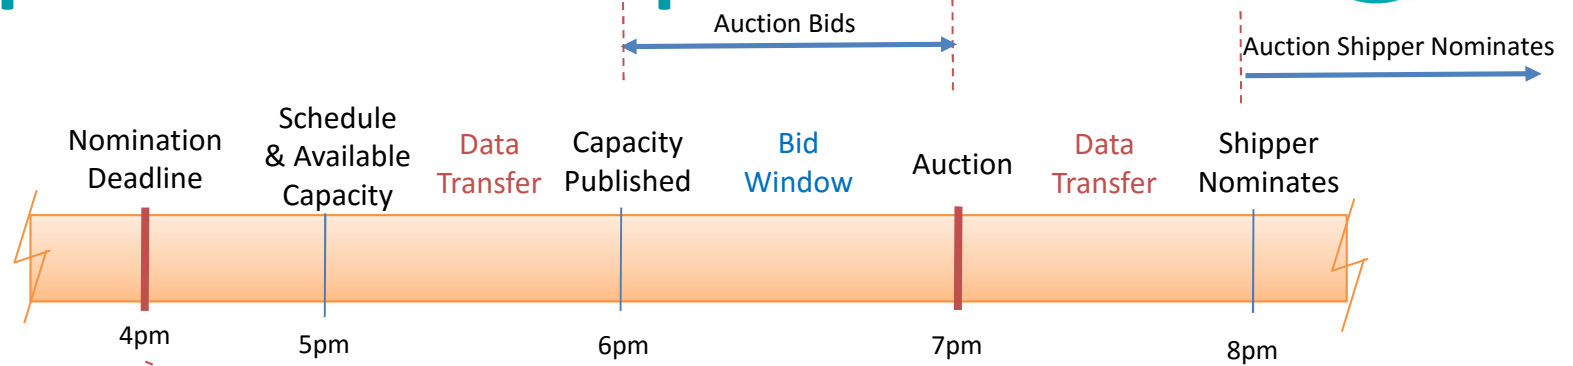 Auction Bids
Auction Shipper Nominates
Nomination
Deadline
Schedule
& Available
Capacity
Data
Transfer
Capacity
Published
Bid
Window
Auction
Data
Transfer
Shipper
Nominates
4pm
5pm
6pm
7pm
8pm